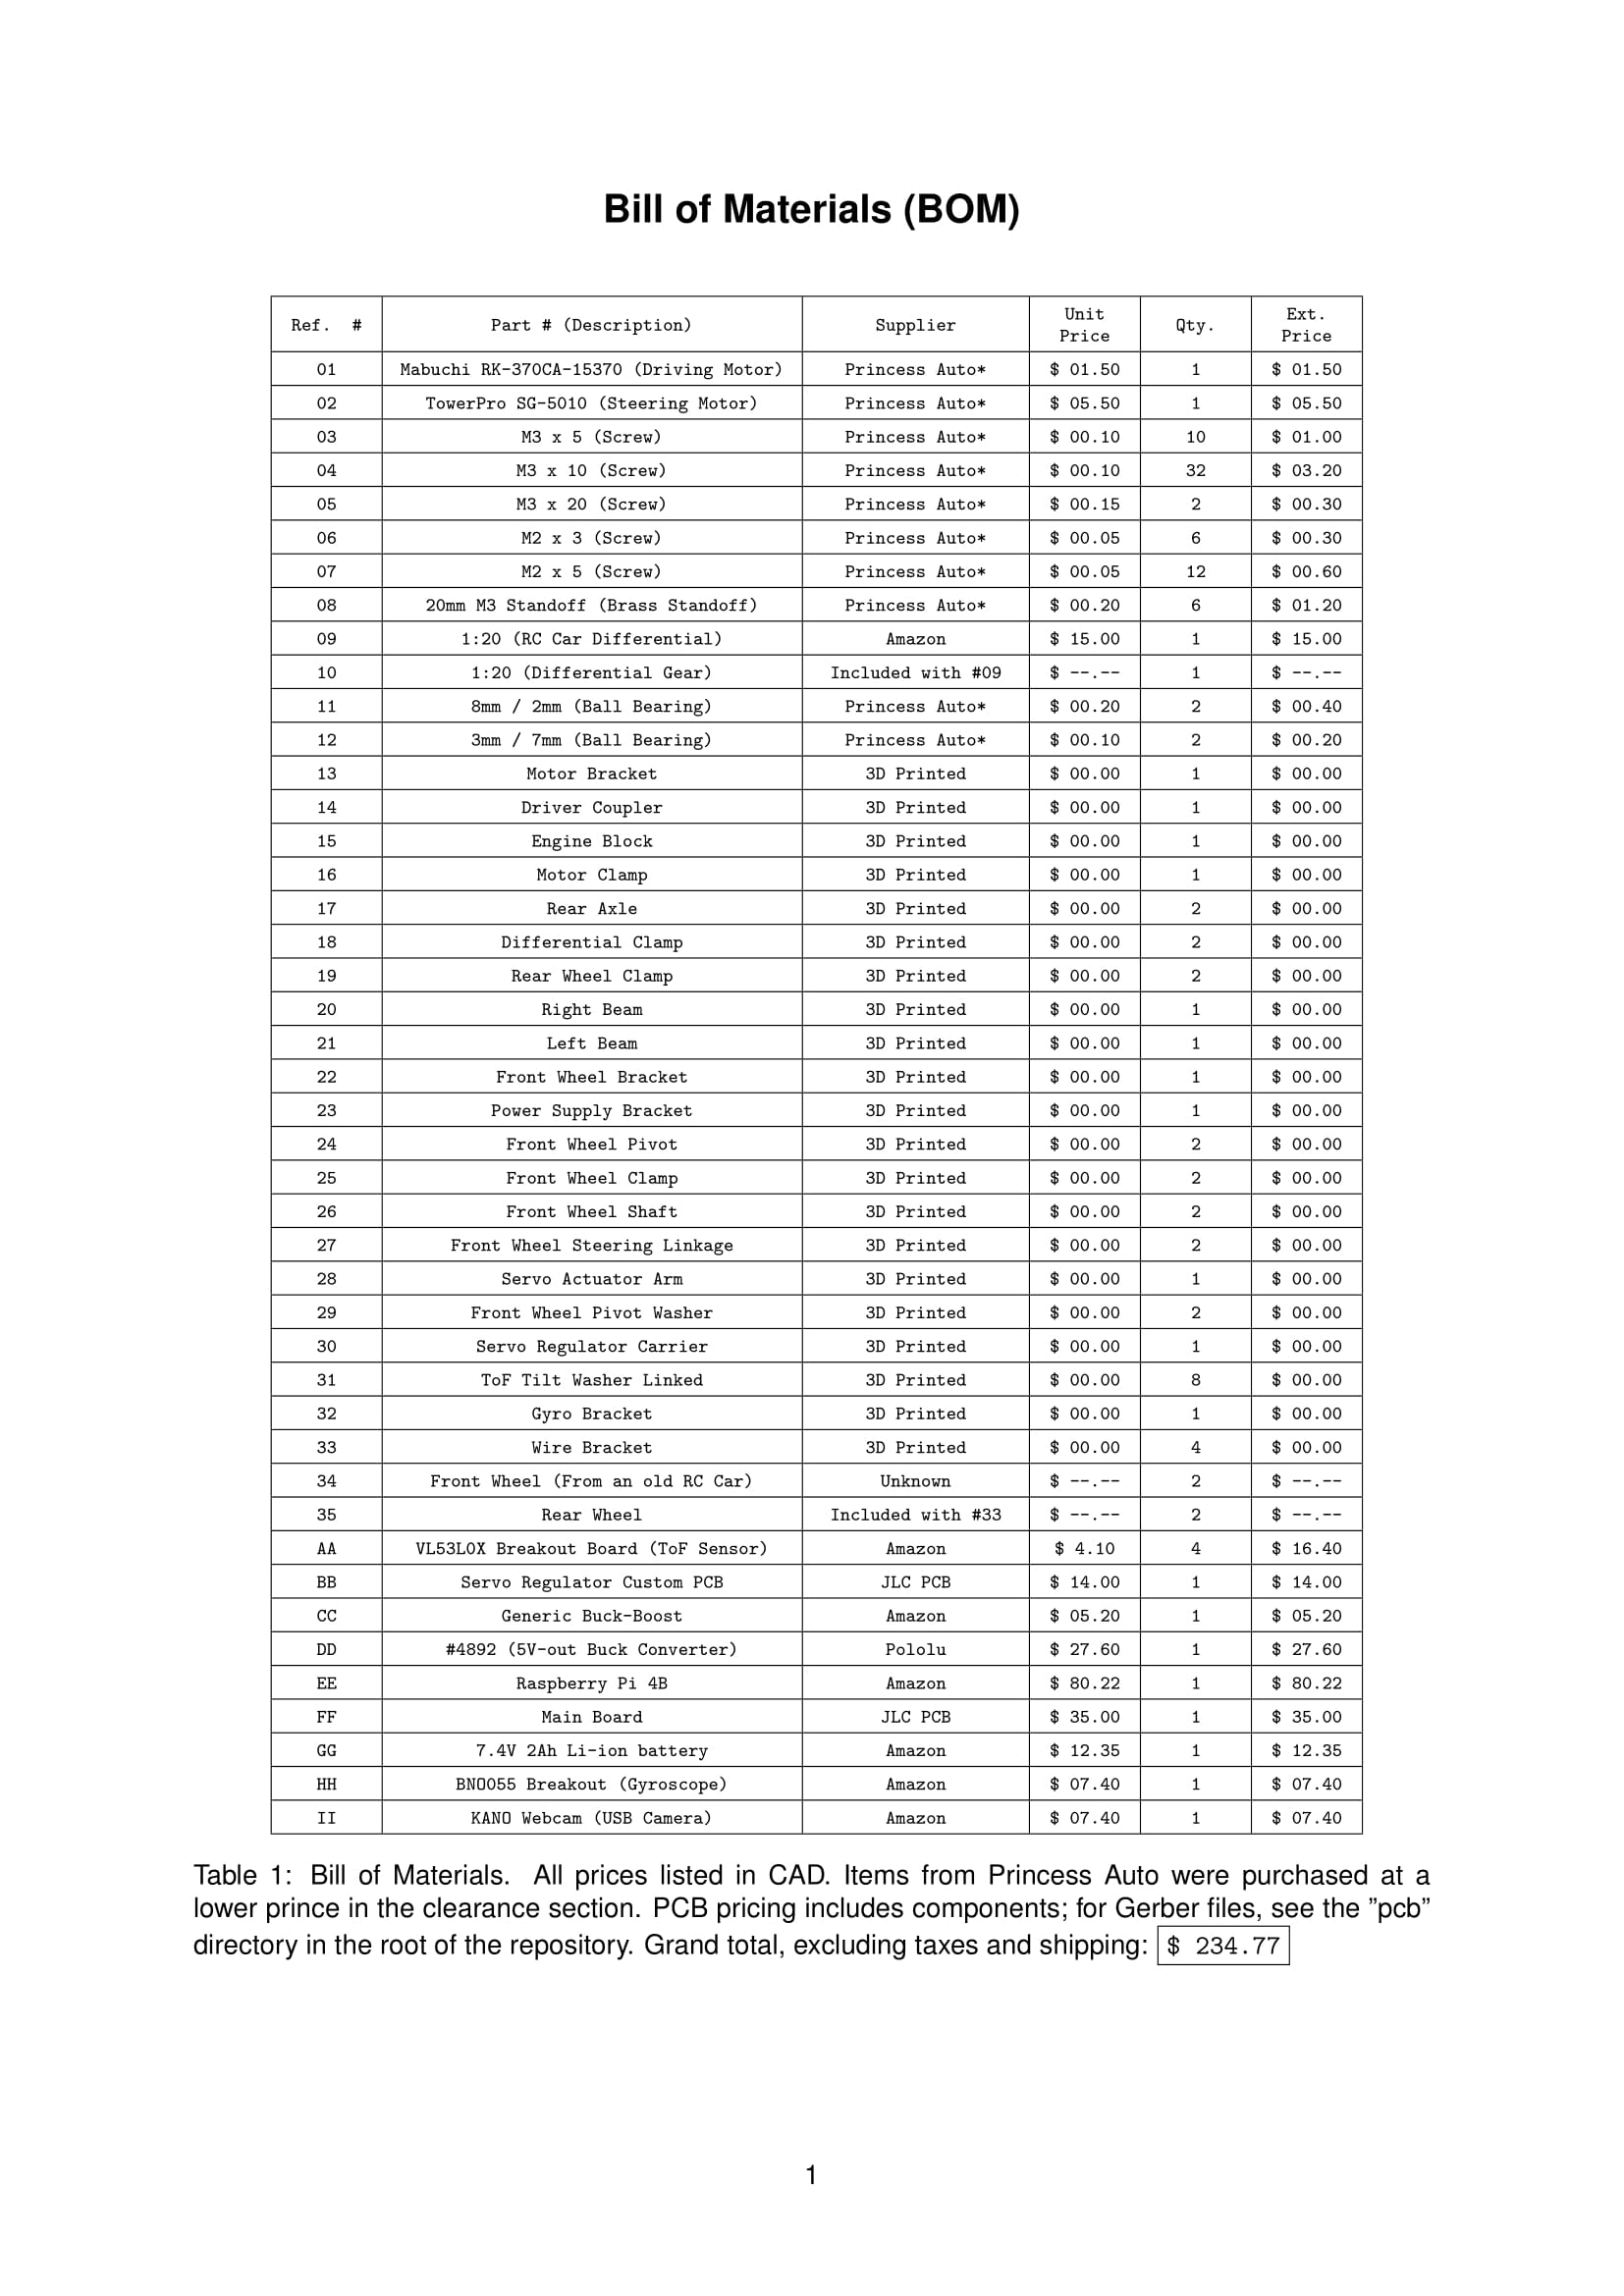 Bill of Materials (BOM)
Ref. # Part # (Description) Supplier Unit Price Qty. Ext. Price
01 Mabuchi RK-370CA-15370 (Driving Motor) Princess Auto* $ 01.50 1 $ 01.50
02 TowerPro SG-5010 (Steering Motor) Princess Auto* $ 05.50 1 $ 05.50
03 M3 x 5 (Screw) Princess Auto* $ 00.10 10 $ 01.00
04 M3 x 10 (Screw) Princess Auto* $ 00.10 32 $ 03.20
05 M3 x 20 (Screw) Princess Auto* $ 00.15 2 $ 00.30
06 M2 x 3 (Screw) Princess Auto* $ 00.05 6 $ 00.30
07 M2 x 5 (Screw) Princess Auto* $ 00.05 12 $ 00.60
08 20mm M3 Standoff (Brass Standoff) Princess Auto* $ 00.20 6 $ 01.20
09 1:20 (RC Car Differential) Amazon $ 15.00 1 $ 15.00
10 1:20 (Differential Gear) Included with #09 $ --.-- 1 $ --.--
11 8mm / 2mm (Ball Bearing) Princess Auto* $ 00.20 2 $ 00.40
12 3mm / 7mm (Ball Bearing) Princess Auto* $ 00.10 2 $ 00.20
13 Motor Bracket 3D Printed $ 00.00 1 $ 00.00
14 Driver Coupler 3D Printed $ 00.00 1 $ 00.00
15 Engine Block 3D Printed $ 00.00 1 $ 00.00
16 Motor Clamp 3D Printed $ 00.00 1 $ 00.00
17 Rear Axle 3D Printed $ 00.00 2 $ 00.00
18 Differential Clamp 3D Printed $ 00.00 2 $ 00.00
19 Rear Wheel Clamp 3D Printed $ 00.00 2 $ 00.00
20 Right Beam 3D Printed $ 00.00 1 $ 00.00
21 Left Beam 3D Printed $ 00.00 1 $ 00.00
22 Front Wheel Bracket 3D Printed $ 00.00 1 $ 00.00
23 Power Supply Bracket 3D Printed $ 00.00 1 $ 00.00
24 Front Wheel Pivot 3D Printed $ 00.00 2 $ 00.00
25 Front Wheel Clamp 3D Printed $ 00.00 2 $ 00.00
26 Front Wheel Shaft 3D Printed $ 00.00 2 $ 00.00
27 Front Wheel Steering Linkage 3D Printed $ 00.00 2 $ 00.00
28 Servo Actuator Arm 3D Printed $ 00.00 1 $ 00.00
29 Front Wheel Pivot Washer 3D Printed $ 00.00 2 $ 00.00
30 Servo Regulator Carrier 3D Printed $ 00.00 1 $ 00.00
31 ToF Tilt Washer Linked 3D Printed $ 00.00 8 $ 00.00
32 Gyro Bracket 3D Printed $ 00.00 1 $ 00.00
33 Wire Bracket 3D Printed $ 00.00 4 $ 00.00
34 Front Wheel (From an old RC Car) Unknown $ --.-- 2 $ --.--
35 Rear Wheel Included with #33 $ --.-- 2 $ --.--
AA VL53L0X Breakout Board (ToF Sensor) Amazon $ 4.10 4 $ 16.40
BB Servo Regulator Custom PCB JLC PCB $ 14.00 1 $ 14.00
CC Generic Buck-Boost Amazon $ 05.20 1 $ 05.20
DD #4892 (5V-out Buck Converter) Pololu $ 27.60 1 $ 27.60
EE Raspberry Pi 4B Amazon $ 80.22 1 $ 80.22
FF Main Board JLC PCB $ 35.00 1 $ 35.00
GG 7.4V 2Ah Li-ion battery Amazon $ 12.35 1 $ 12.35
HH BNO055 Breakout (Gyroscope) Amazon $ 07.40 1 $ 07.40
II KANO Webcam (USB Camera) Amazon $ 07.40 1 $ 07.40
Table 1: Bill of Materials. All prices listed in CAD. Items from Princess Auto were purchased at a
lower prince in the clearance section. PCB pricing includes components; for Gerber files, see the ”pcb”
directory in the root of the repository. Grand total, excluding taxes and shipping: $ 234.77
1